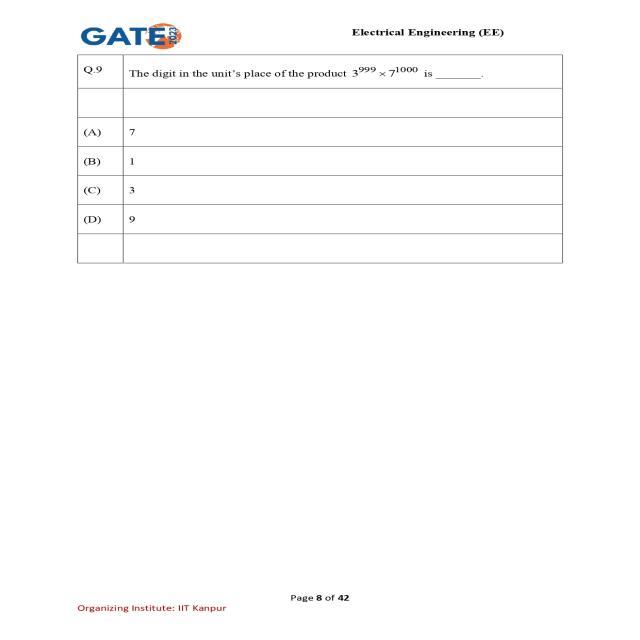 GATE 2023
Electrical Engineering (EE)
Q.9 The digit in the unit's place of the product 3^999 × 7^1000 is _______.
(A) 7
(B) 1
(C) 3
(D) 9
Page 8 of 42
Organizing Institute: IIT Kanpur